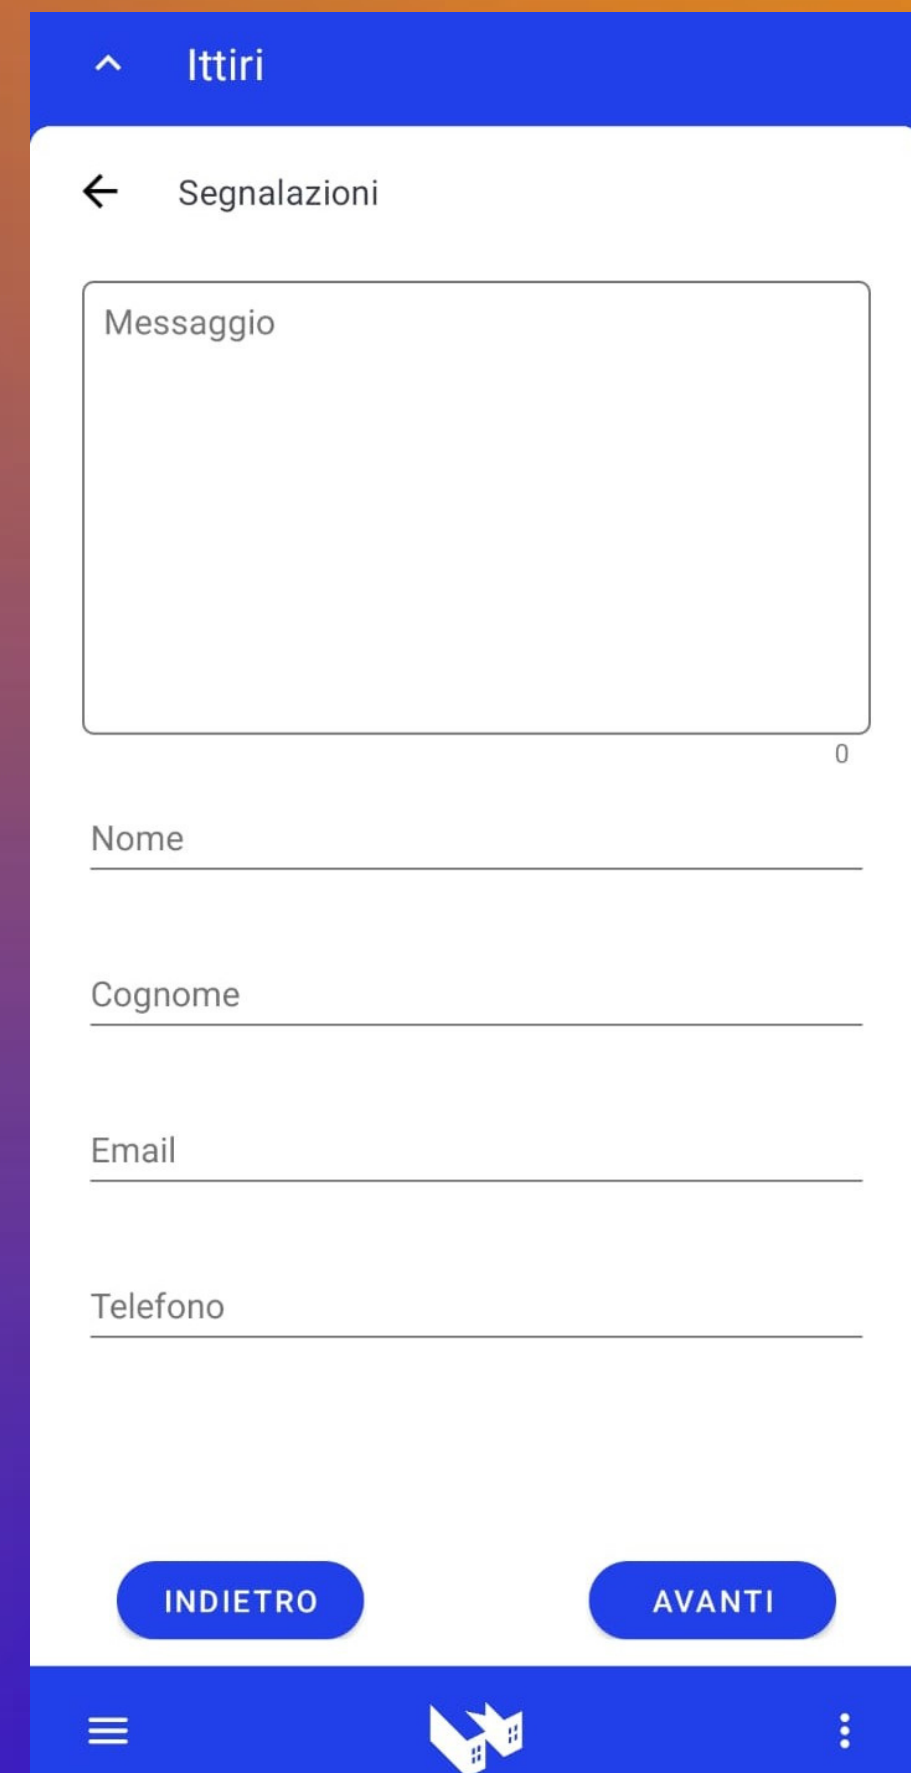 Ittiri
Segnalazioni
Messaggio
0
Nome
Cognome
Email
Telefono
INDIETRO
AVANTI